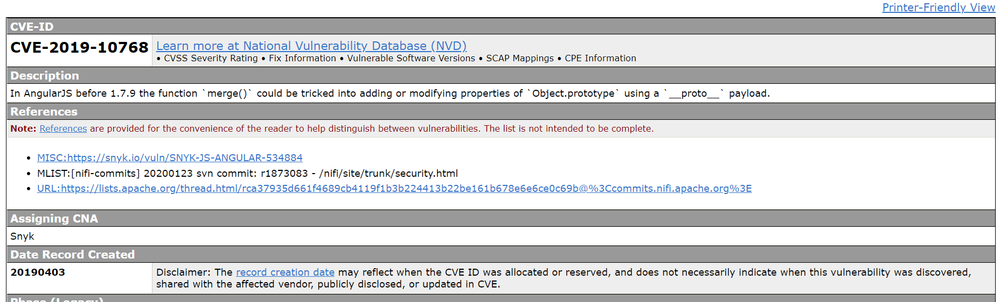 Printer-Friendly View
CVE-ID
CVE-2019-10768
Learn more at National Vulnerability Database (NVD)
• CVSS Severity Rating • Fix Information • Vulnerable Software Versions • SCAP Mappings • CPE Information
Description
In AngularJS before 1.7.9 the function `merge()` could be tricked into adding or modifying properties of `Object.prototype` using a `__proto__` payload.
References
Note: References are provided for the convenience of the reader to help distinguish between vulnerabilities. The list is not intended to be complete.
• MISC:https://snyk.io/vuln/SNYK-JS-ANGULAR-534884
• MLIST:[nifi-commits] 20200123 svn commit: r1873083 - /nifi/site/trunk/security.html
• URL:https://lists.apache.org/thread.html/rca37935d661f4689cb4119f1b3b224413b22be161b678e6e6ce0c69b@%3Ccommits.nifi.apache.org%3E
Assigning CNA
Snyk
Date Record Created
20190403
Disclaimer: The record creation date may reflect when the CVE ID was allocated or reserved, and does not necessarily indicate when this vulnerability was discovered,
shared with the affected vendor, publicly disclosed, or updated in CVE.
Phase (Legacy)